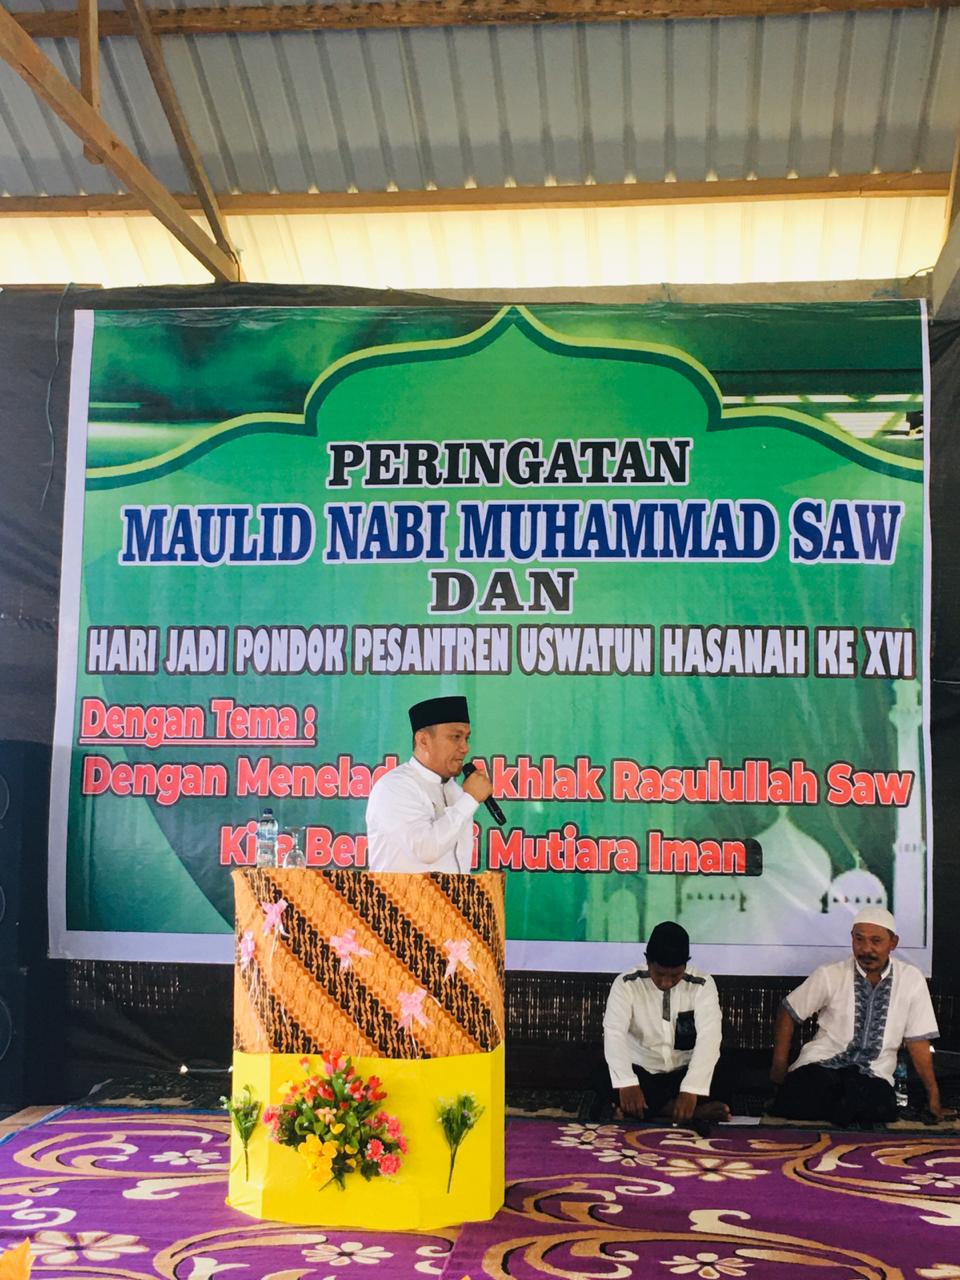 PERINGATAN
MAULID NABI MUHAMMAD SAW
DAN
HARI JADI PONDOK PESANTREN USWATUN HASANAH KE XVI
Dengan Tema :
Dengan Akhlak Rasulullah Saw
Mutiara Iman